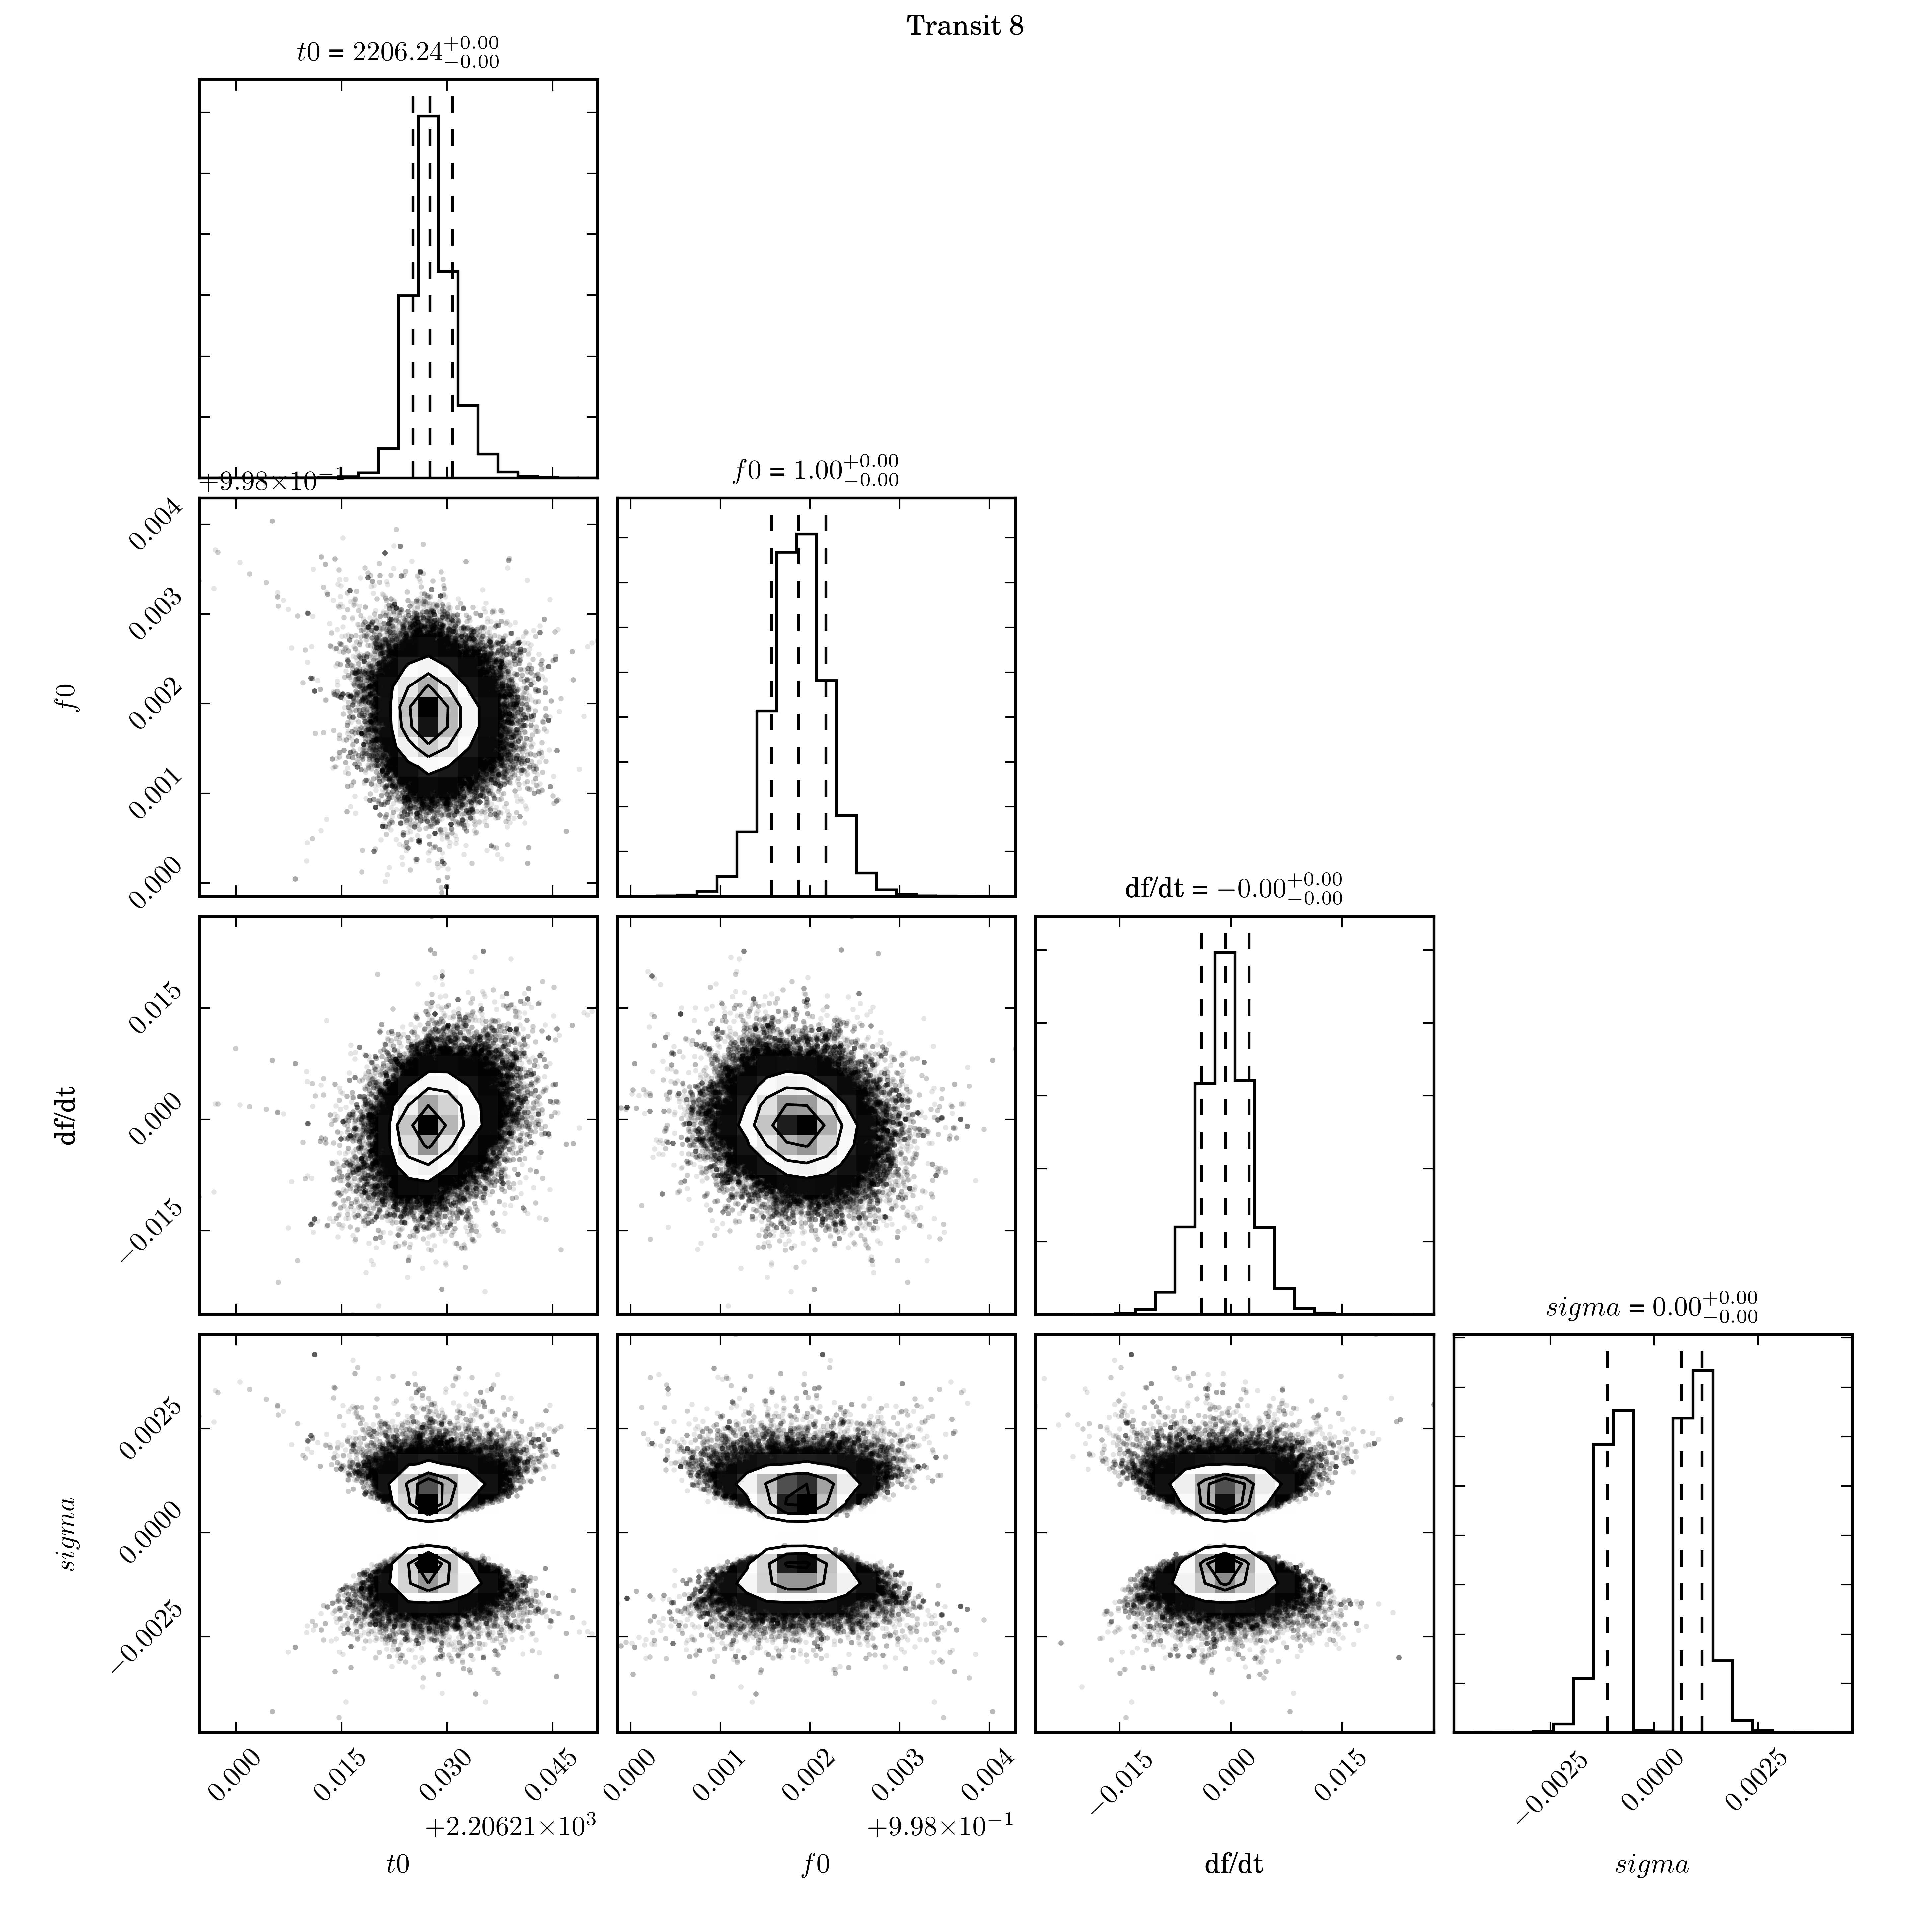 Transit 8
t0 = 2206.24+0.00 −0.00
+9.98×10−1
f0 = 1.00+0.00 −0.00
0.004
0.003
0.002
0.001
0.000
f0
df/dt = −0.00+0.00 −0.00
0.015
0.000
−0.015
df/dt
sigma = 0.00+0.00 −0.00
0.0025
0.0000
−0.0025
sigma
0.000 0.015 0.030 0.045 0.000 0.001 0.002 0.003 0.004 −0.015 0.000 0.015 −0.0025 0.0000 0.0025
+2.20621×10³ +9.98×10−1
t0 f0 df/dt sigma